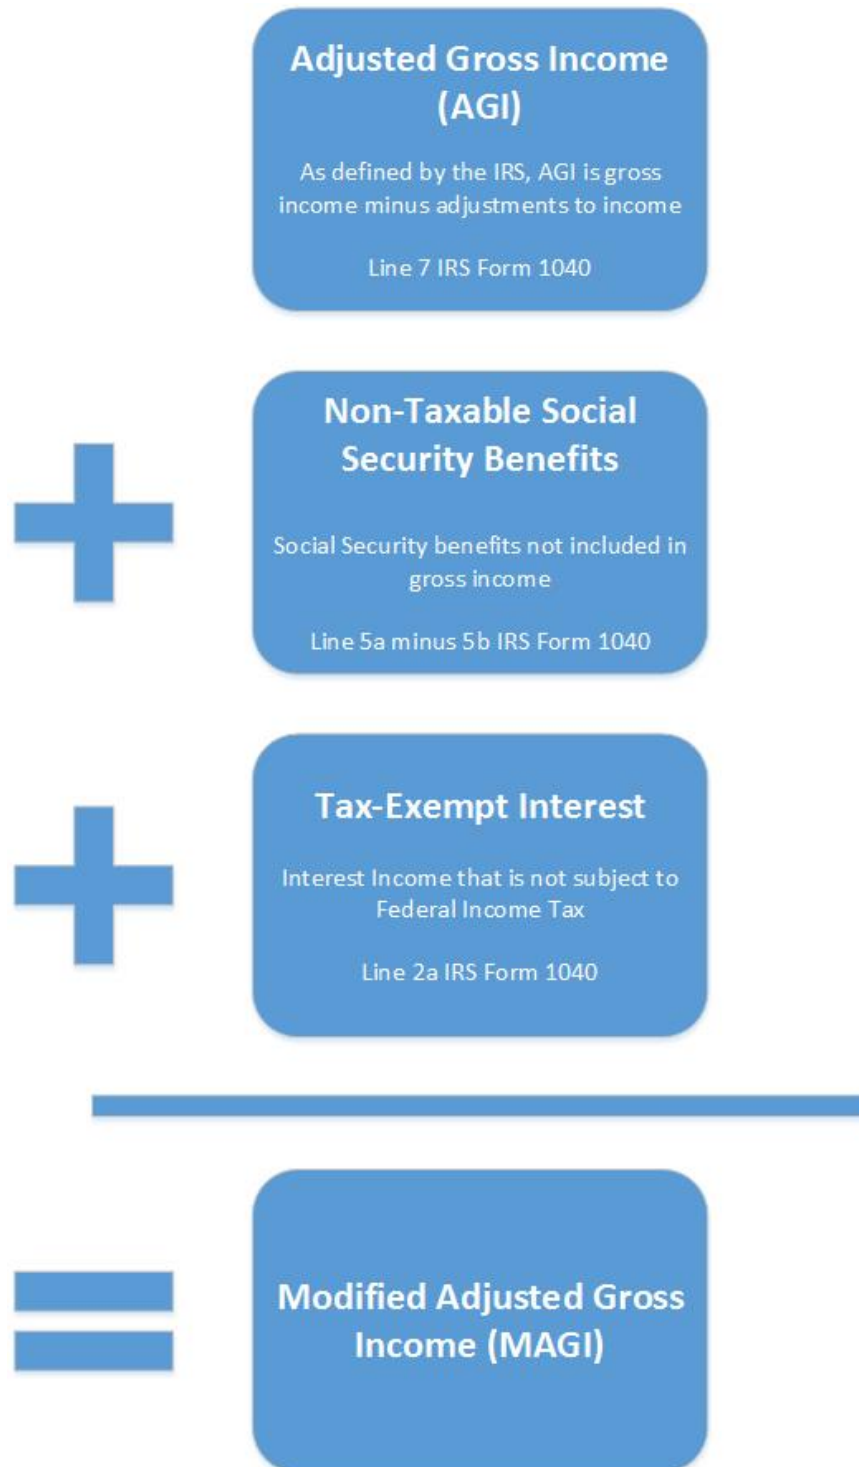 Adjusted Gross Income
(AGI)
As defined by the IRS, AGI is gross
income minus adjustments to income
Line 7 IRS Form 1040
Non-Taxable Social
Security Benefits
Social Security benefits not included in
gross income
Line 5a minus 5b IRS Form 1040
Tax-Exempt Interest
Interest Income that is not subject to
Federal Income Tax
Line 2a IRS Form 1040
Modified Adjusted Gross
Income (MAGI)